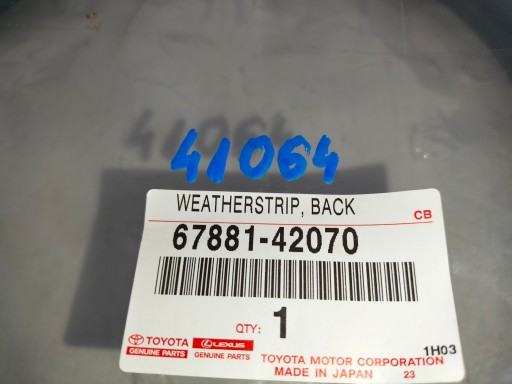 41064
WEATHERSTRIP, BACK
CB
67881-42070
QTY: 1
TOYOTA LEXUS
GENUINE PARTS GENUINE PARTS
1H03
TOYOTA MOTOR CORPORATION
MADE IN JAPAN 23